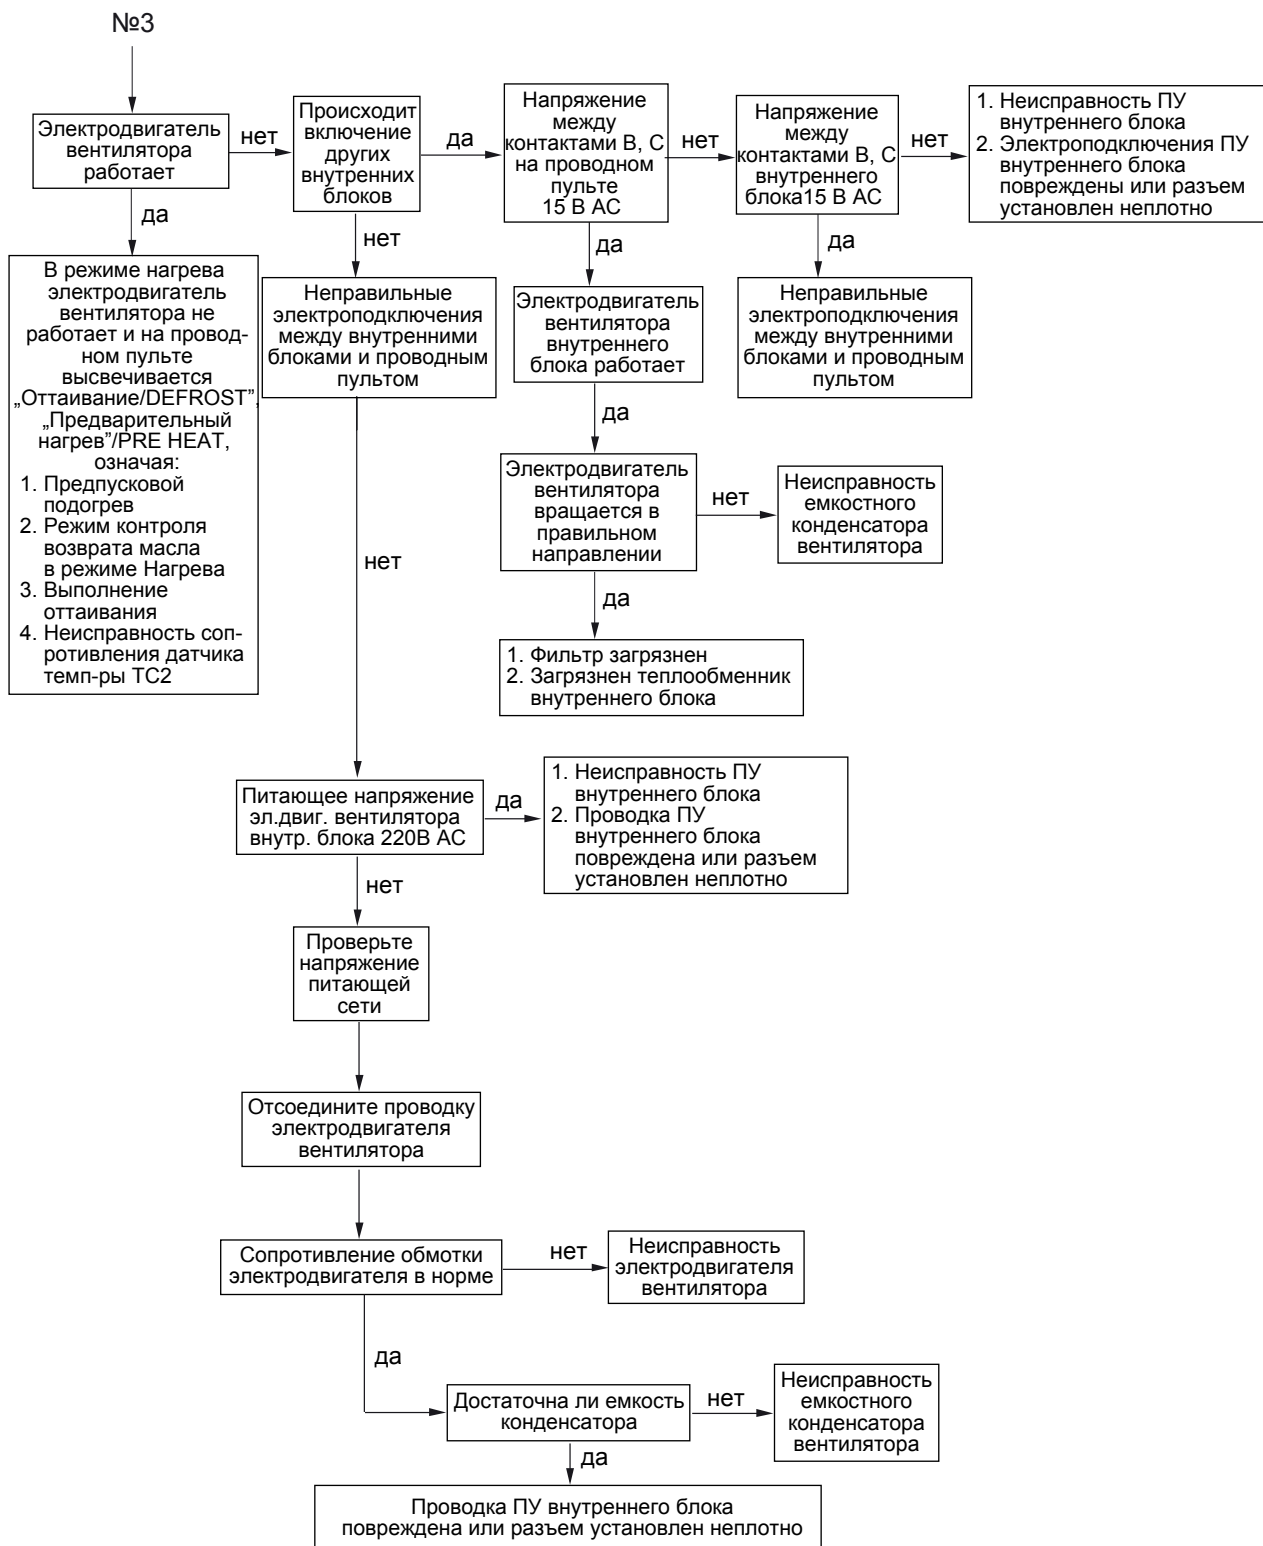 №3
Электродвигатель
вентилятора
работает
нет
Происходит
включение
других
внутренних
блоков
да
Напряжение
между
контактами В, С
на проводном
пульте
15 В АС
нет
Напряжение
между
контактами В, С
внутреннего
блока15 В АС
нет
1. Неисправность ПУ
внутреннего блока
2. Электроподключения ПУ
внутреннего блока
повреждены или разъем
установлен неплотно
да
нет
да
да
В режиме нагрева
электродвигатель
вентилятора не
работает и на провод-
ном пульте
высвечивается
„Оттаивание/DEFROST”,
„Предварительный
нагрев”/PRE HEAT,
означая:
1. Предпусковой
подогрев
2. Режим контроля
возврата масла
в режиме Нагрева
3. Выполнение
оттаивания
4. Неисправность соп-
ротивления датчика
темп-ры ТС2
Неправильные
электроподключения
между внутренними
блоками и проводным
пультом
Электродвигатель
вентилятора
внутреннего
блока работает
Неправильные
электроподключения
между внутренними
блоками и проводным
пультом
да
Электродвигатель
вентилятора
вращается в
правильном
направлении
нет
Неисправность
емкостного
конденсатора
вентилятора
нет
да
1. Фильтр загрязнен
2. Загрязнен теплообменник
внутреннего блока
Питающее напряжение
эл.двиг. вентилятора
внутр. блока 220В АС
да
1. Неисправность ПУ
внутреннего блока
2. Проводка ПУ
внутреннего блока
повреждена или разъем
установлен неплотно
нет
Проверьте
напряжение
питающей
сети
Отсоедините проводку
электродвигателя
вентилятора
Сопротивление обмотки
электродвигателя в норме
нет
Неисправность
электродвигателя
вентилятора
да
Достаточна ли емкость
конденсатора
нет
Неисправность
емкостного
конденсатора
вентилятора
да
Проводка ПУ внутреннего блока
повреждена или разъем установлен неплотно